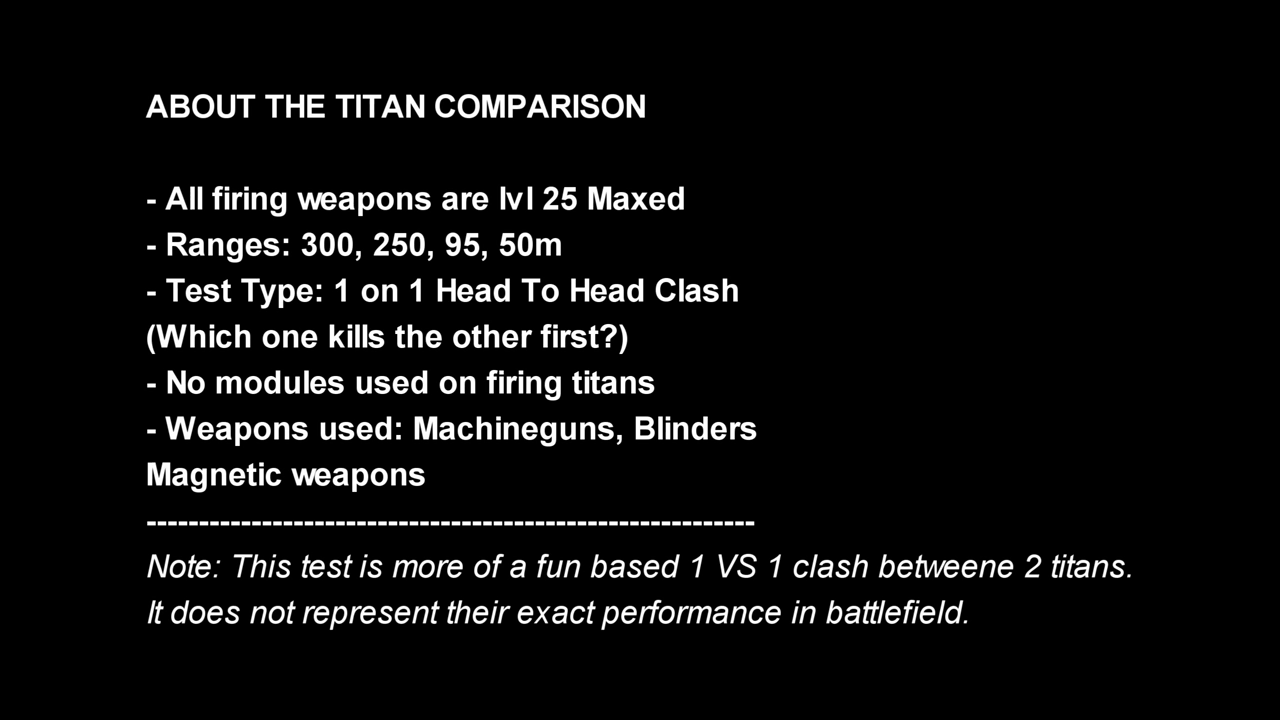 ABOUT THE TITAN COMPARISON
- All firing weapons are lvl 25 Maxed
- Ranges: 300, 250, 95, 50m
- Test Type: 1 on 1 Head To Head Clash
(Which one kills the other first?)
- No modules used on firing titans
- Weapons used: Machineguns, Blinders
Magnetic weapons
----------------------------------------------------------
Note: This test is more of a fun based 1 VS 1 clash betweene 2 titans.
It does not represent their exact performance in battlefield.